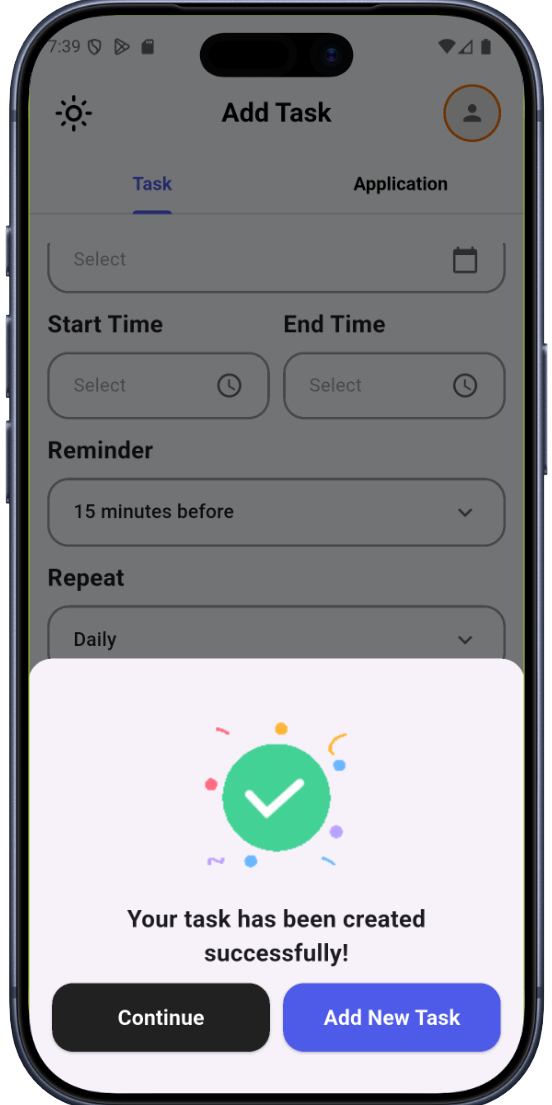 7:39
Add Task
Task
Application
Select
Start Time
End Time
Select
Select
Reminder
15 minutes before
Repeat
Daily
Your task has been created
successfully!
Continue
Add New Task